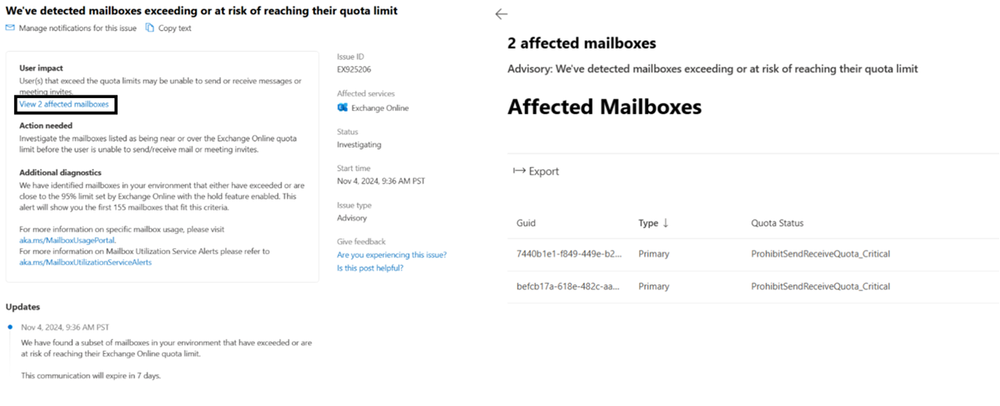 We've detected mailboxes exceeding or at risk of reaching their quota limit
Manage notifications for this issue
Copy text
User impact
User(s) that exceed the quota limits may be unable to send or receive messages or
meeting invites.
View 2 affected mailboxes
Action needed
Investigate the mailboxes listed as being near or over the Exchange Online quota
limit before the user is unable to send/receive mail or meeting invites.
Additional diagnostics
We have identified mailboxes in your environment that either have exceeded or are
close to the 95% limit set by Exchange Online with the hold feature enabled. This
alert will show you the first 155 mailboxes that fit this criteria.
For more information on specific mailbox usage, please visit
aka.ms/MailboxUsagePortal.
For more information on Mailbox Utilization Service Alerts please refer to
aka.ms/MailboxUtilizationServiceAlerts
Issue ID
EX925206
Affected services
Exchange Online
Status
Investigating
Start time
Nov 4, 2024, 9:36 AM PST
Issue type
Advisory
Give feedback
Are you experiencing this issue?
Is this post helpful?
Updates
Nov 4, 2024, 9:36 AM PST
We have found a subset of mailboxes in your environment that have exceeded or are
at risk of reaching their Exchange Online quota limit.
This communication will expire in 7 days.
2 affected mailboxes
Advisory: We've detected mailboxes exceeding or at risk of reaching their quota limit
Affected Mailboxes
Export
Guid Type ↓ Quota Status
7440b1e1-f849-449e-b2... Primary ProhibitSendReceiveQuota_Critical
befcb17a-618e-482c-aa... Primary ProhibitSendReceiveQuota_Critical